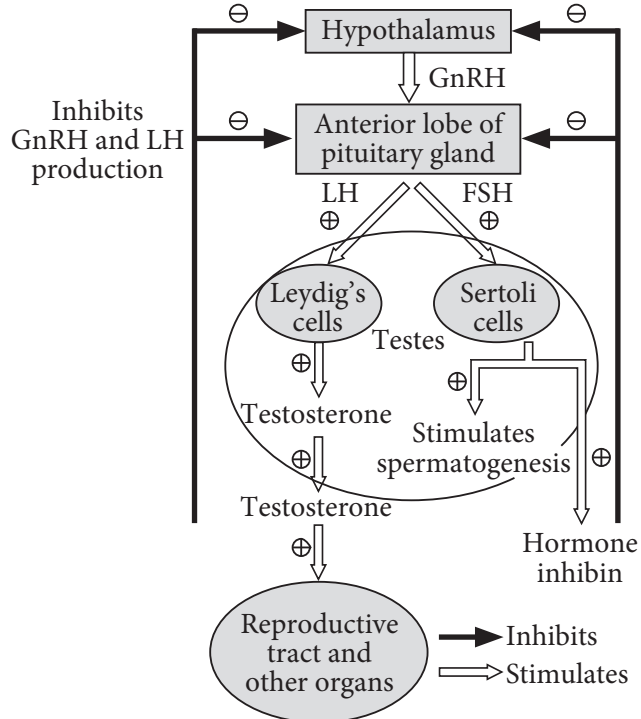 ⊖
⊖
Hypothalamus
GnRH
Inhibits
GnRH and LH
production
⊖
⊖
Anterior lobe of
pituitary gland
LH
FSH
⊕
⊕
Leydig's
cells
Sertoli
cells
Testes
⊕
⊕
Testosterone
Stimulates
spermatogenesis
⊕
⊕
Testosterone
Hormone
inhibin
⊕
Reproductive
tract and
other organs
Inhibits
Stimulates